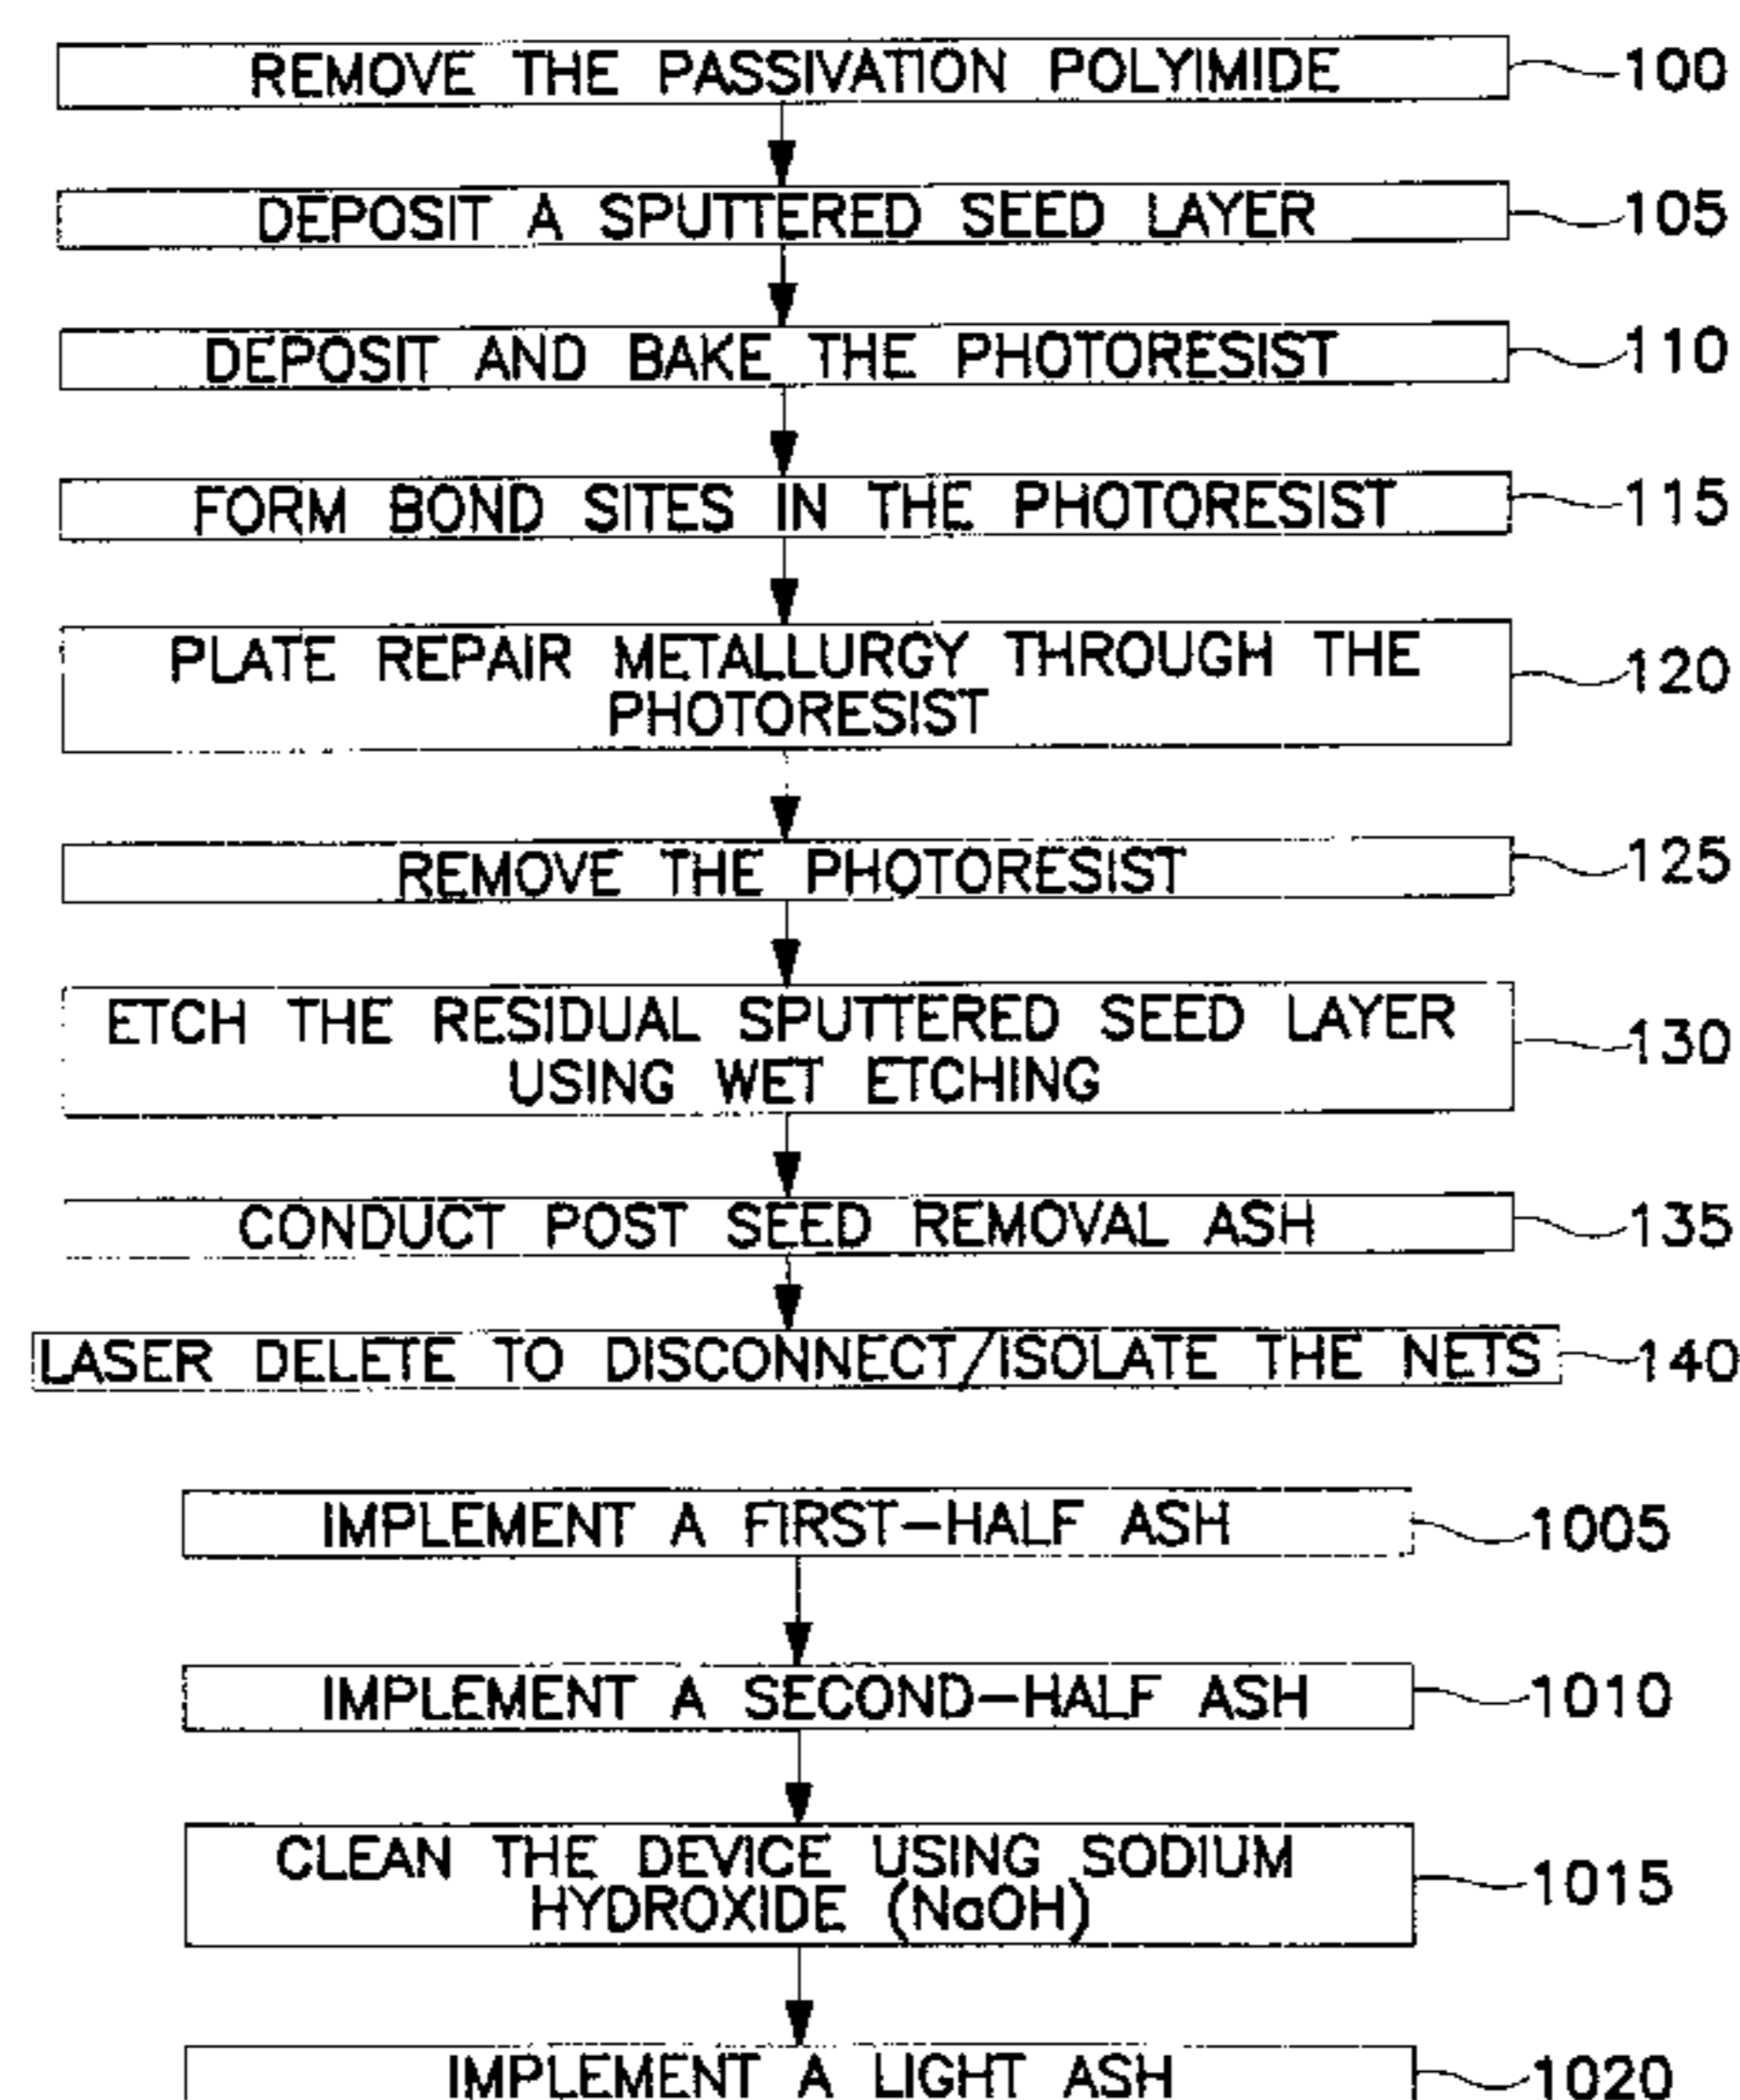 REMOVE THE PASSIVATION POLYIMIDE 100
DEPOSIT A SPUTTERED SEED LAYER 105
DEPOSIT AND BAKE THE PHOTORESIST 110
FORM BOND SITES IN THE PHOTORESIST 115
PLATE REPAIR METALLURGY THROUGH THE
PHOTORESIST
120
REMOVE THE PHOTORESIST 125
ETCH THE RESIDUAL SPUTTERED SEED LAYER
USING WET ETCHING
130
CONDUCT POST SEED REMOVAL ASH 135
LASER DELETE TO DISCONNECT/ISOLATE THE NETS 140
IMPLEMENT A FIRST-HALF ASH 1005
IMPLEMENT A SECOND-HALF ASH 1010
CLEAN THE DEVICE USING SODIUM
HYDROXIDE (NaOH)
1015
IMPLEMENT A LIGHT ASH 1020